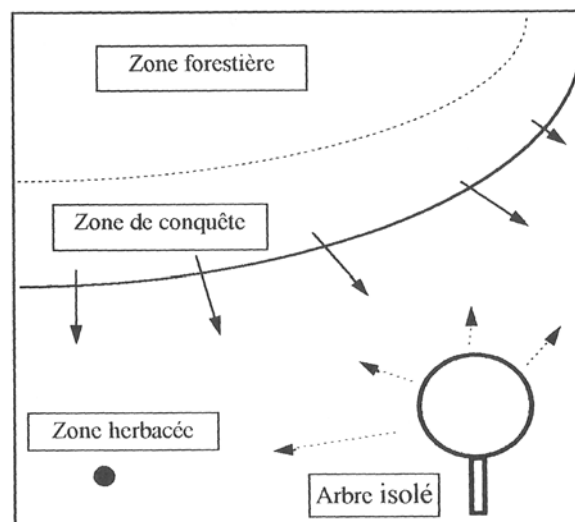 Zone forestière
Zone de conquête
Zone herbacée
Arbre isolé